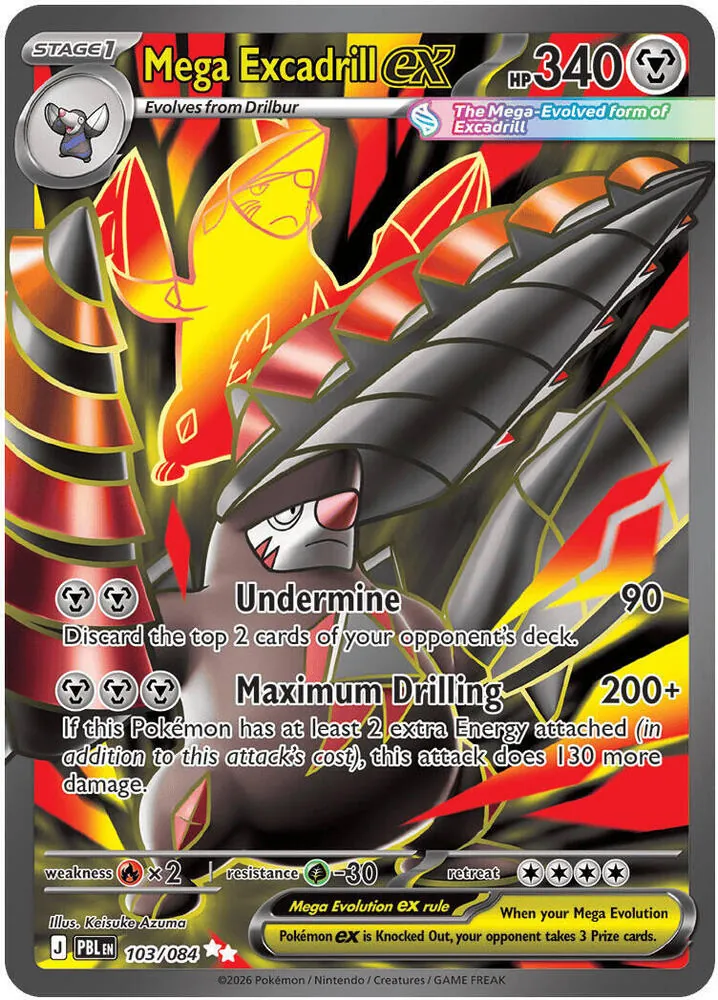 STAGE 1
Mega Excadrill ex
HP 340
Evolves from Drilbur
The Mega-Evolved form of
Excadrill
Undermine 90
Discard the top 2 cards of your opponent's deck.
Maximum Drilling 200+
If this Pokémon has at least 2 extra Energy attached (in
addition to this attack's cost), this attack does 130 more
damage.
weakness ×2 resistance -30 retreat
Illus. Keisuke Azuma
Mega Evolution ex rule When your Mega Evolution
Pokémon ex is Knocked Out, your opponent takes 3 Prize cards.
J PBL EN 103/084
©2026 Pokémon / Nintendo / Creatures / GAME FREAK